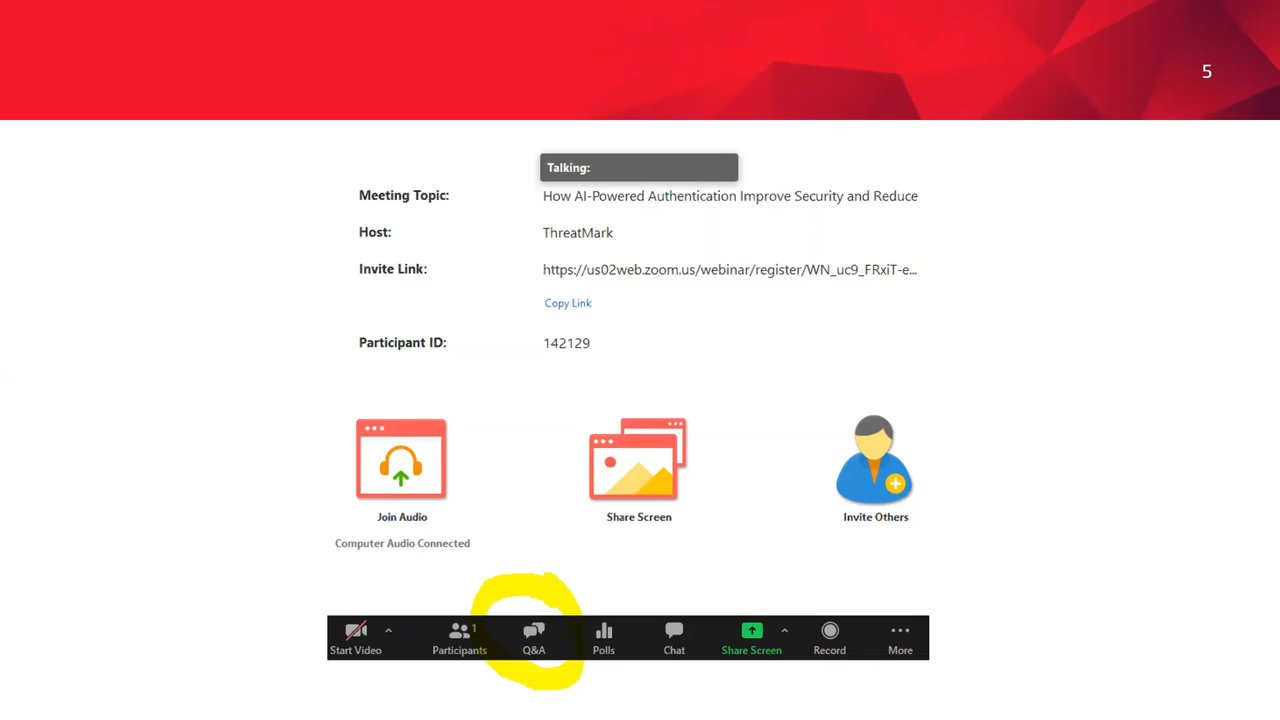 5
Talking:
Meeting Topic: How AI-Powered Authentication Improve Security and Reduce
Host: ThreatMark
Invite Link: https://us02web.zoom.us/webinar/register/WN_uc9_FRxiT-e...
Copy Link
Participant ID: 142129
Join Audio Share Screen Invite Others
Computer Audio Connected
1
Start Video Participants Q&A Polls Chat Share Screen Record More